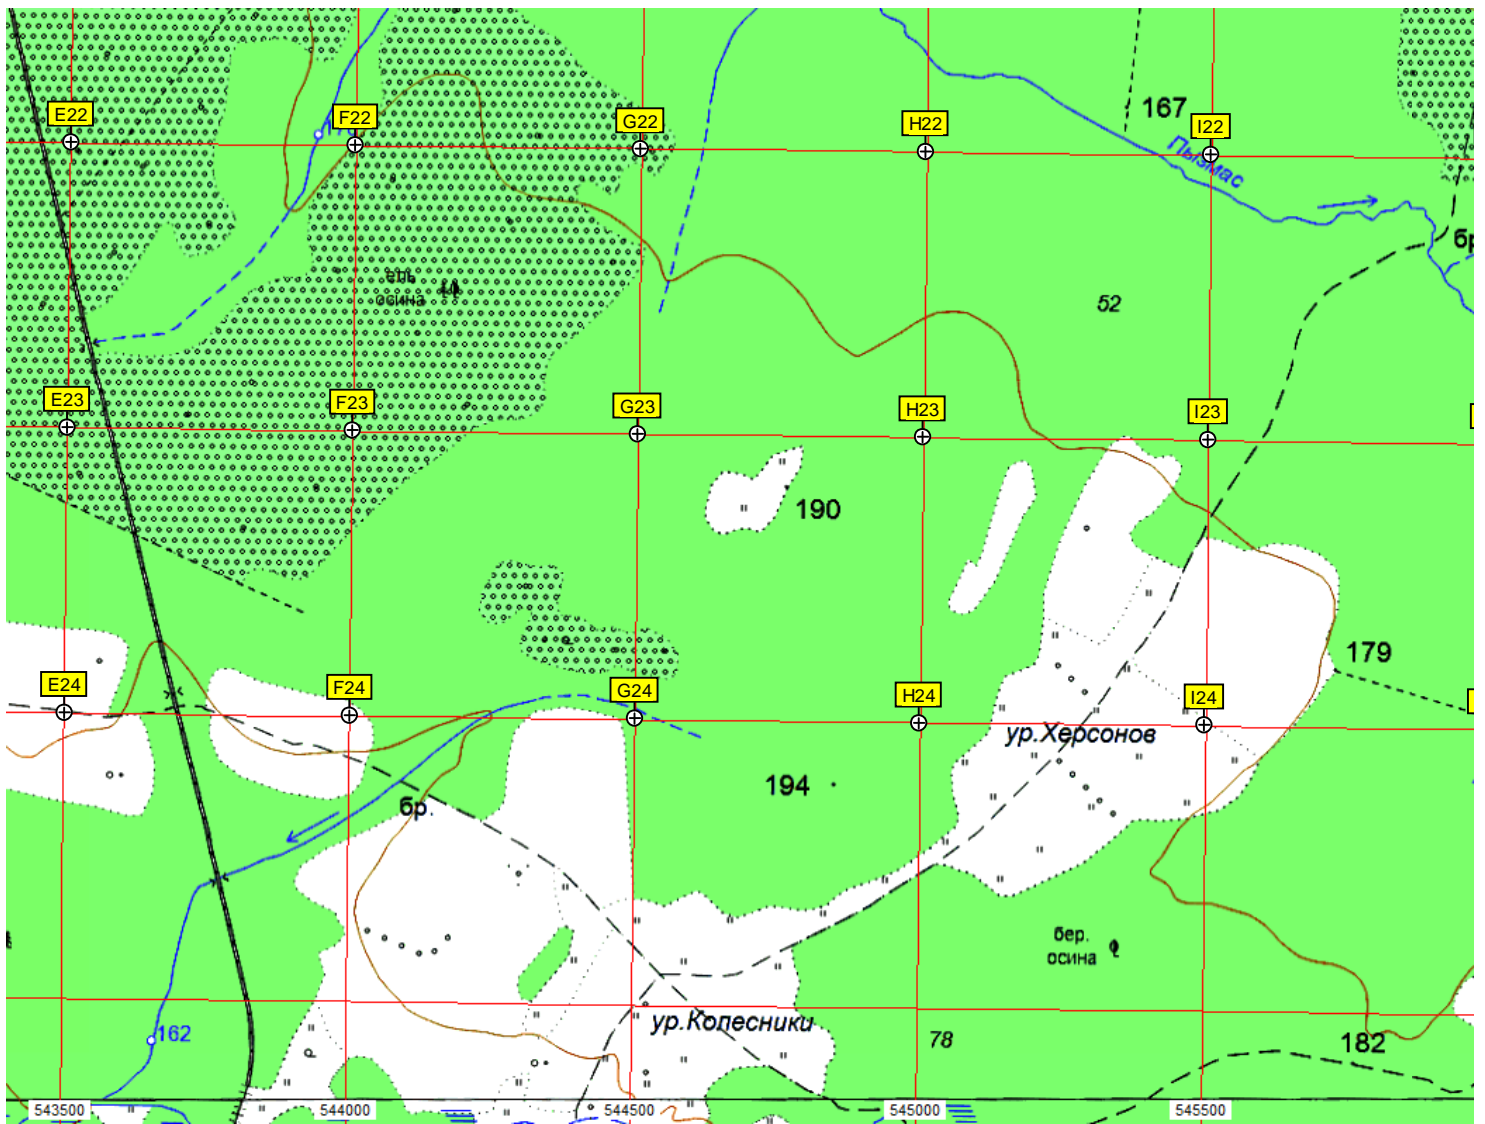 E22
F22
G22
H22
167
I22
Пызмас
бр
ель
осина
52
E23
F23
G23
H23
I23
190
179
E24
F24
G24
H24
I24
ур.Херсонов
194
бр.
бер.
осина
162
ур.Колесники
78
182
543500
544000
544500
545000
545500